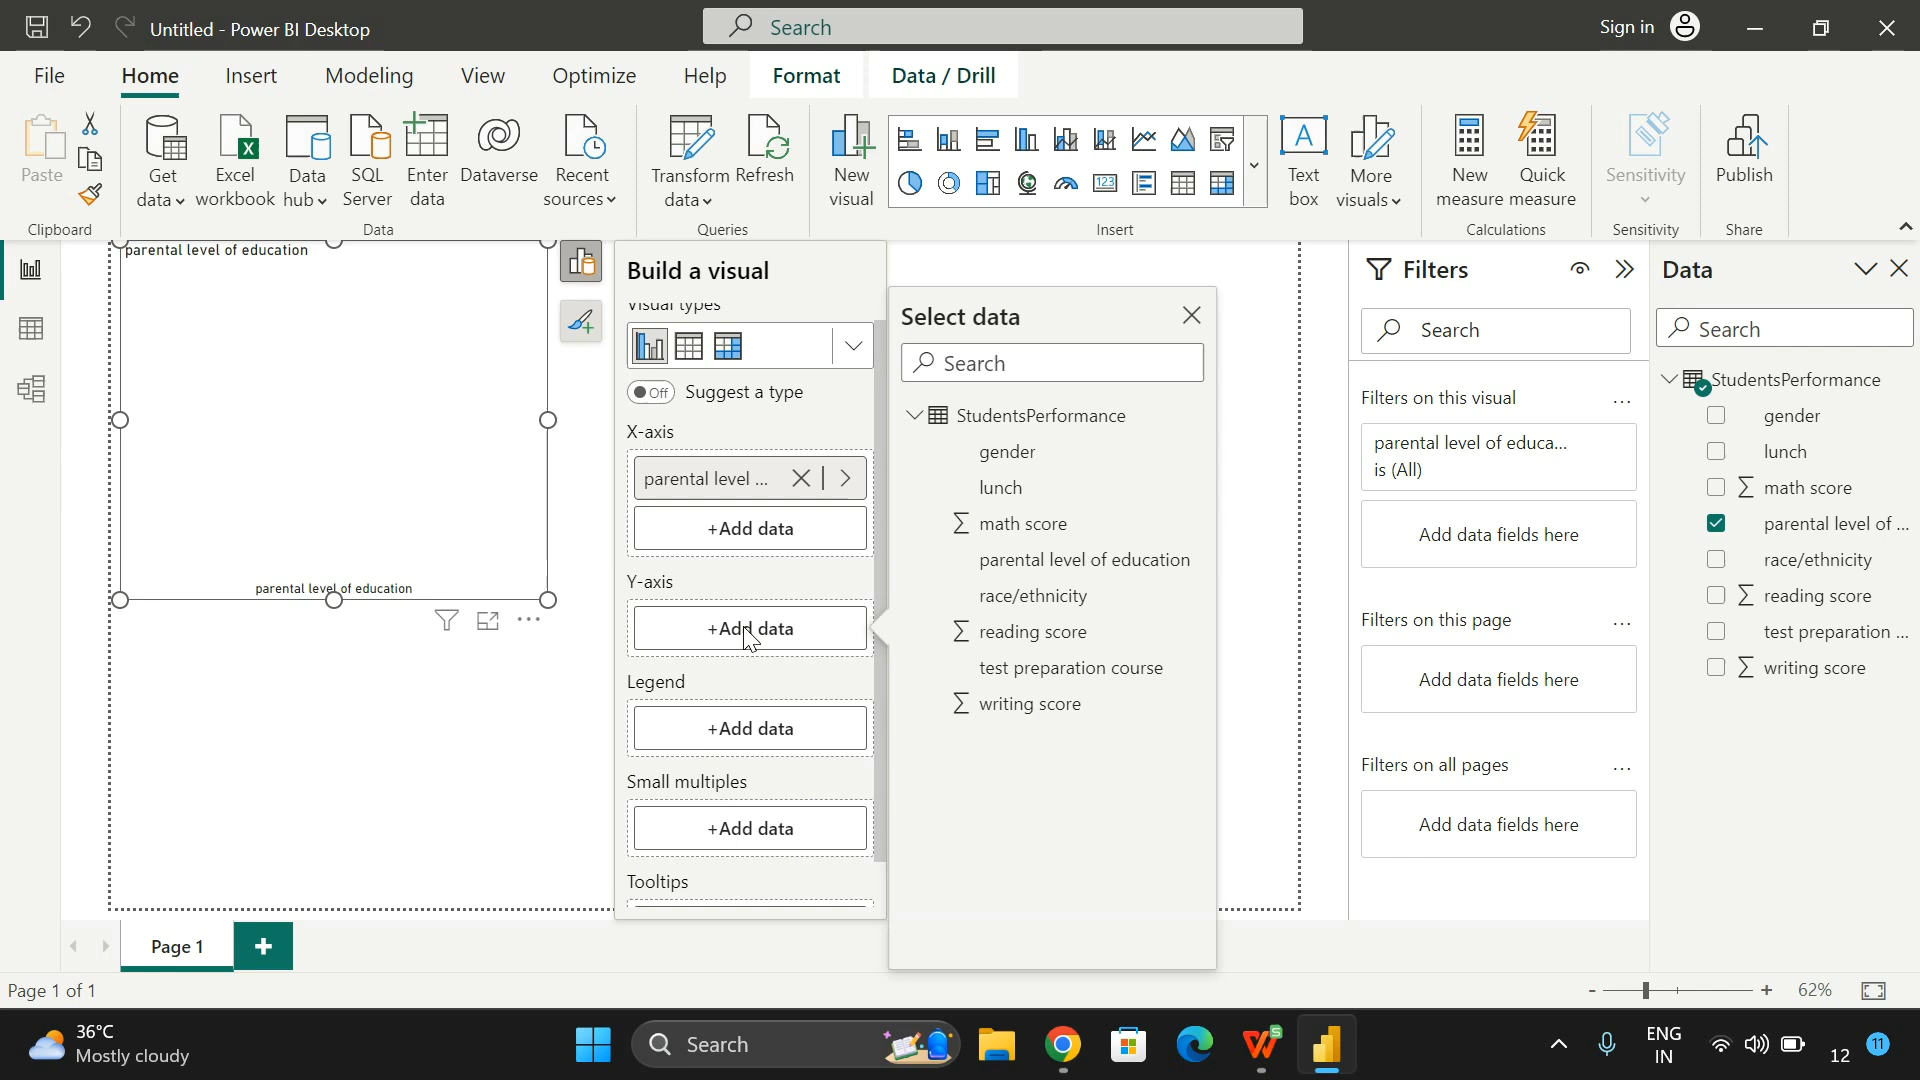 Untitled - Power BI Desktop
Search
Sign in
File
Home
Insert
Modeling
View
Optimize
Help
Format
Data / Drill
Paste
Get data
Excel workbook
Data hub
SQL Server
Enter data
Dataverse
Recent sources
Transform data
Refresh
New visual
Text box
More visuals
New measure
Quick measure
Sensitivity
Publish
Clipboard
Data
Queries
Insert
Calculations
Sensitivity
Share
parental level of education
parental level of education
Build a visual
Visual types
Off
Suggest a type
X-axis
parental level ...
+Add data
Y-axis
+Add data
Legend
+Add data
Small multiples
+Add data
Tooltips
Select data
Search
StudentsPerformance
gender
lunch
∑ math score
parental level of education
race/ethnicity
∑ reading score
test preparation course
∑ writing score
Filters
Search
Filters on this visual
...
parental level of educa...
is (All)
Add data fields here
Filters on this page
...
Add data fields here
Filters on all pages
...
Add data fields here
Data
Search
StudentsPerformance
gender
lunch
∑ math score
parental level of ...
race/ethnicity
∑ reading score
test preparation ...
∑ writing score
Page 1
Page 1 of 1
- + 62%
36°C
Mostly cloudy
Search
ENG
IN
12
11